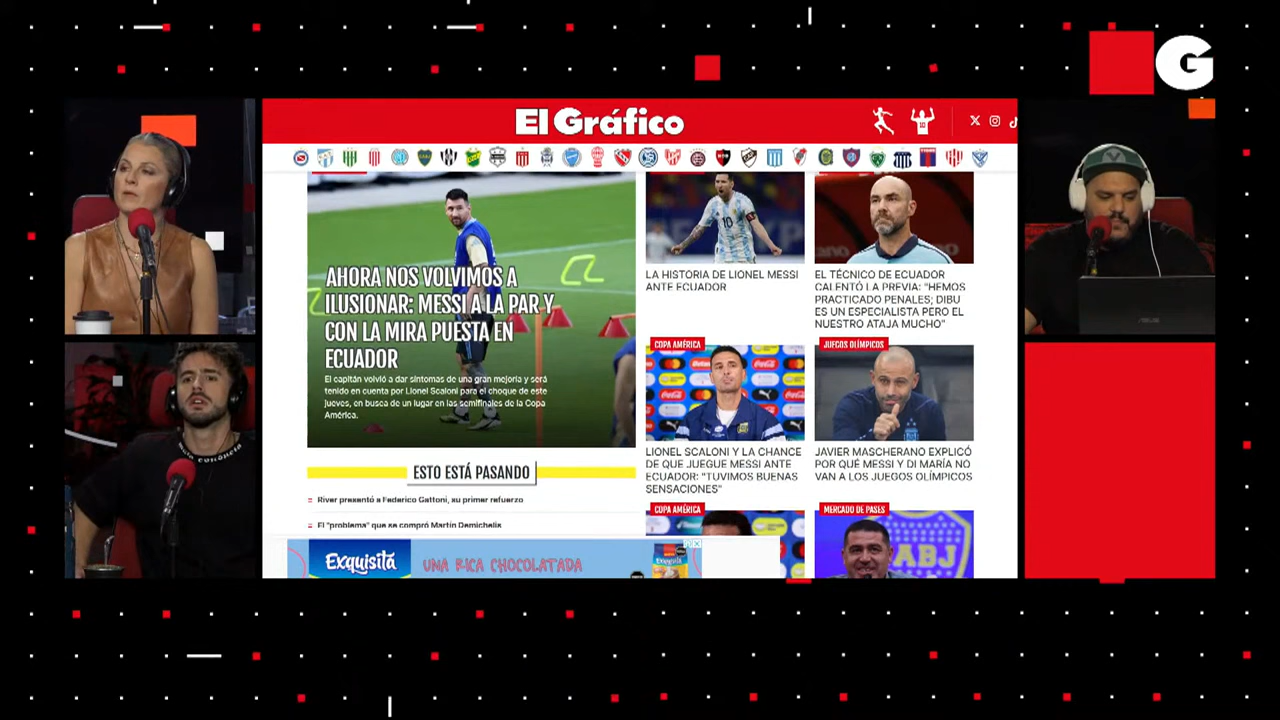 G
El Gráfico
AHORA NOS VOLVIMOS A
ILUSIONAR: MESSI A LA PAR Y
CON LA MIRA PUESTA EN
ECUADOR
El capitán volvió a dar síntomas de una gran mejoría y será
tenido en cuenta por Lionel Scaloni para el choque de este
jueves, en busca de un lugar en las semifinales de la Copa
América.
ESTO ESTÁ PASANDO
River presentó a Federico Gattoni, su primer refuerzo
El "problema" que se compró Martín Demichelis
Exquisita
UNA RICA CHOCOLATADA
10
LA HISTORIA DE LIONEL MESSI
ANTE ECUADOR
EL TÉCNICO DE ECUADOR
CALENTÓ LA PREVIA: "HEMOS
PRACTICADO PENALES; DIBU
ES UN ESPECIALISTA PERO EL
NUESTRO ATAJA MUCHO"
COPA AMÉRICA
LIONEL SCALONI Y LA CHANCE
DE QUE JUEGUE MESSI ANTE
ECUADOR: "TUVIMOS BUENAS
SENSACIONES"
JUEGOS OLÍMPICOS
JAVIER MASCHERANO EXPLICÓ
POR QUÉ MESSI Y DI MARÍA NO
VAN A LOS JUEGOS OLÍMPICOS
COPA AMÉRICA
MERCADO DE PASES
ABJ
ASUS